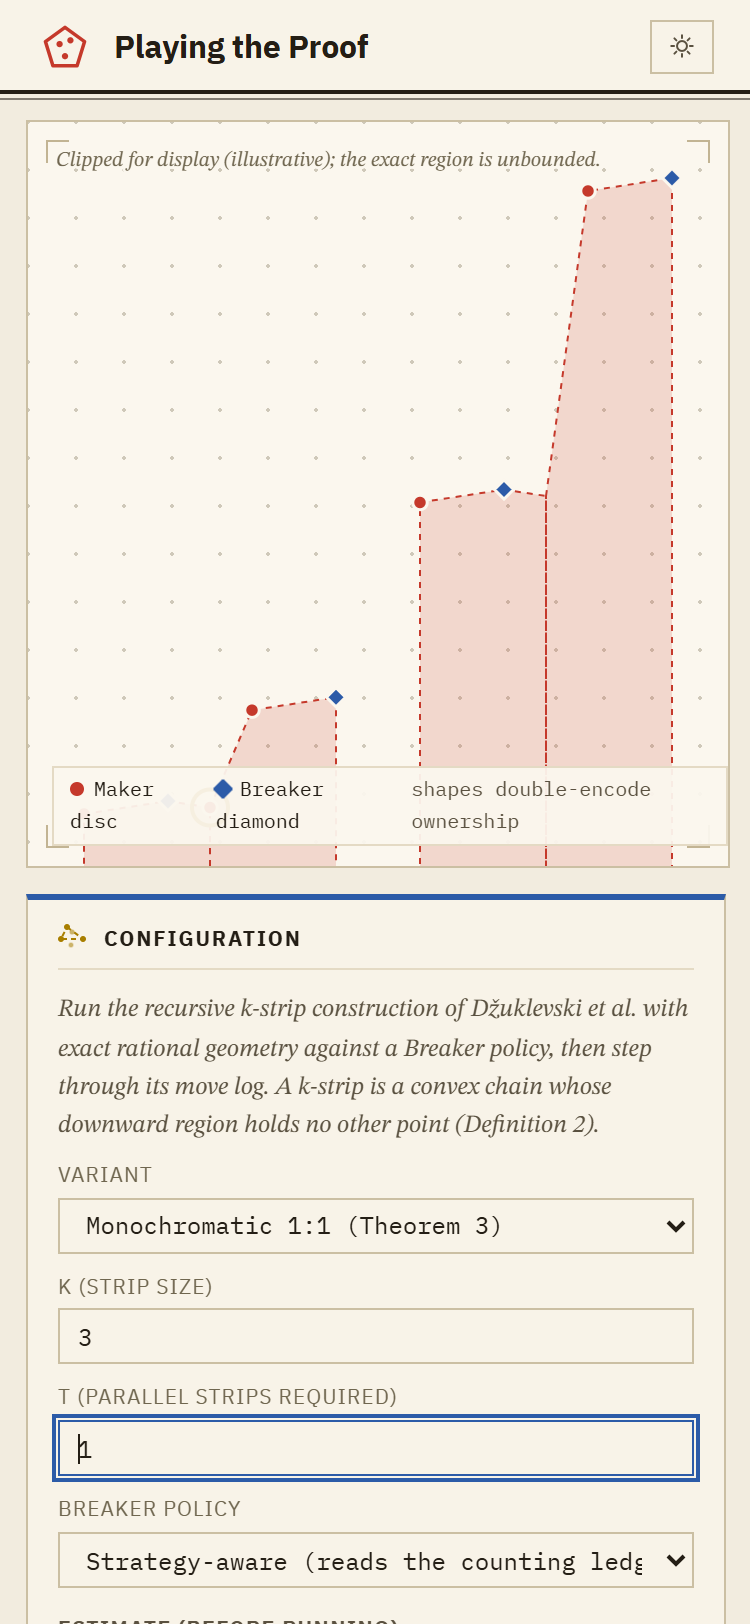 Playing the Proof
Clipped for display (illustrative); the exact region is unbounded.
Maker disc
Breaker diamond
shapes double-encode ownership
CONFIGURATION
Run the recursive k-strip construction of Džuklevski et al. with
exact rational geometry against a Breaker policy, then step
through its move log. A k-strip is a convex chain whose
downward region holds no other point (Definition 2).
VARIANT
Monochromatic 1:1 (Theorem 3)
K (STRIP SIZE)
3
T (PARALLEL STRIPS REQUIRED)
1
BREAKER POLICY
Strategy-aware (reads the counting ledg
ESTIMATE (BEFORE RUNNING)